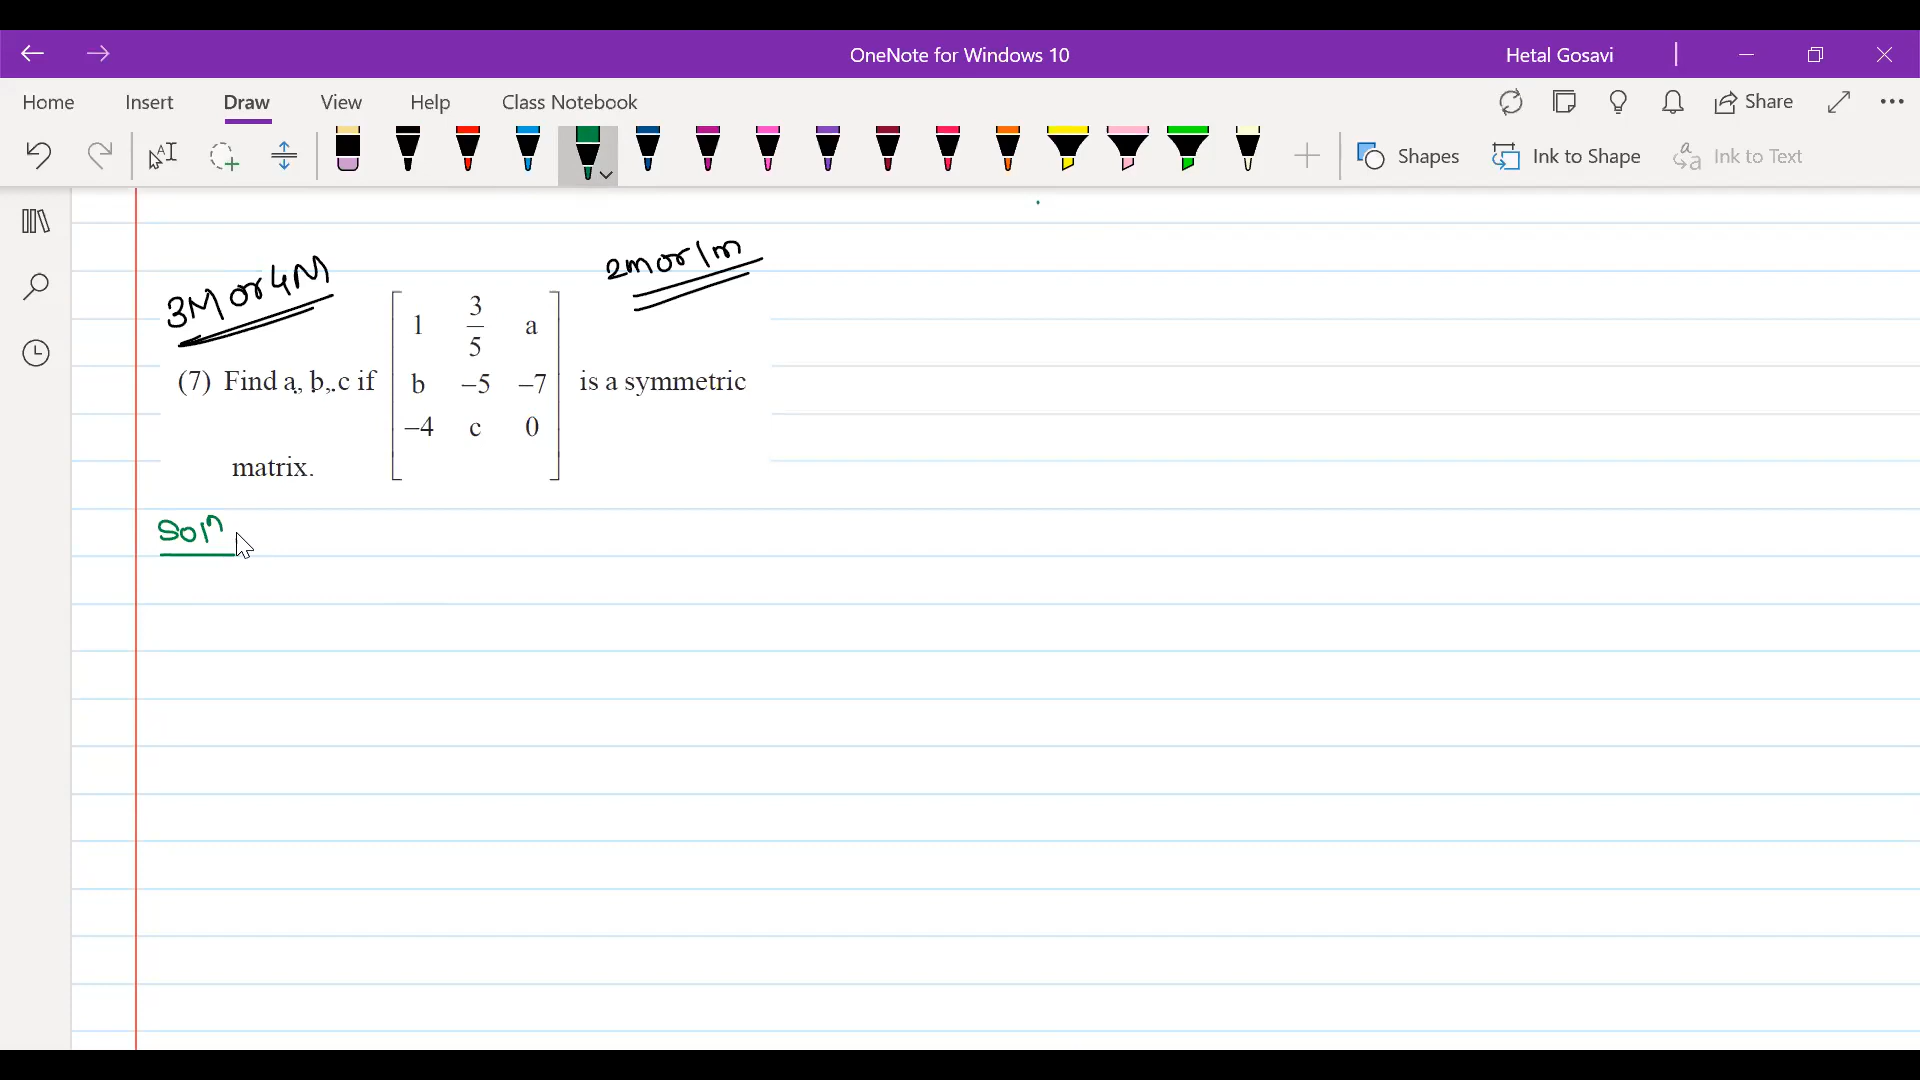 OneNote for Windows 10
Hetal Gosavi
Home Insert Draw View Help Class Notebook
Share
Shapes Ink to Shape Ink to Text
3M or 4M
2m or 1m
(7) Find a, b, c if [ 1 3/5 a
b −5 −7
−4 c 0 ] is a symmetric
matrix.
Solⁿ